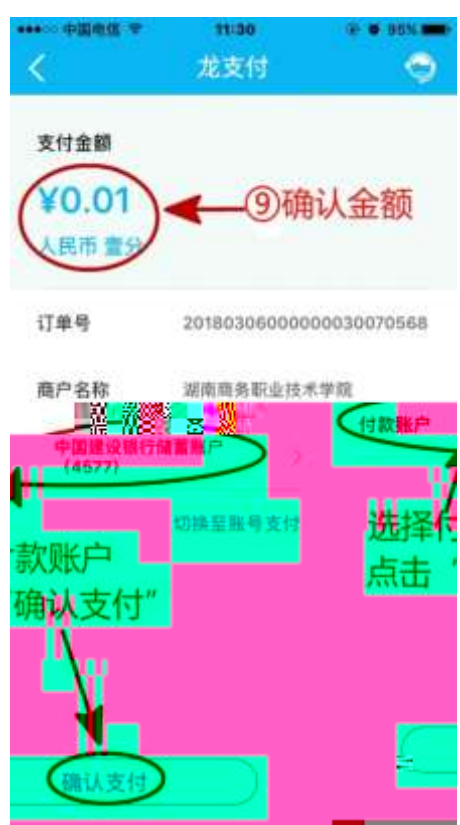 中国电信 11:30 95%
龙支付
支付金额
¥0.01
⑨确认金额
人民币 壹分
订单号 20180306000000030070568
商户名称 湖南商务职业技术学院
付款账户
中国建设银行储蓄账户
(4577)
切换至账号支付
选择付
款账户
点击“
确认支付”
确认支付